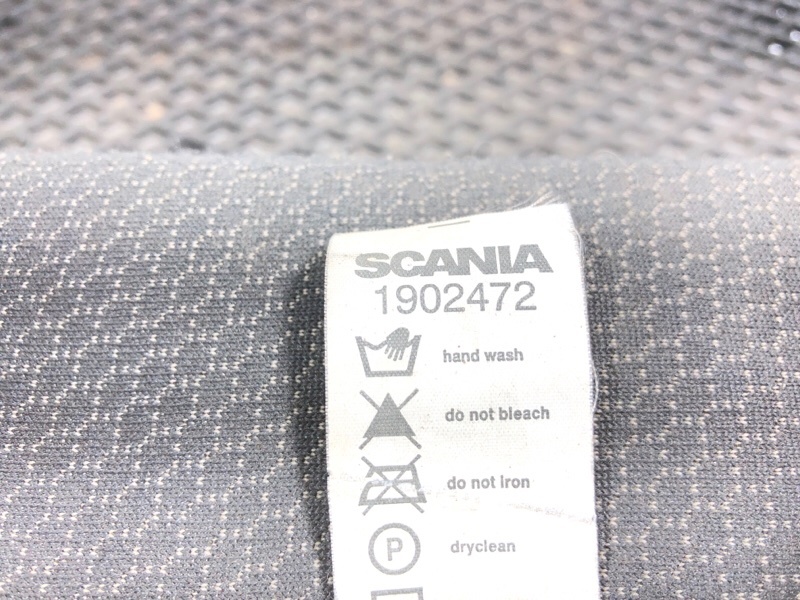 SCANIA
1902472
hand wash
do not bleach
do not iron
P dryclean